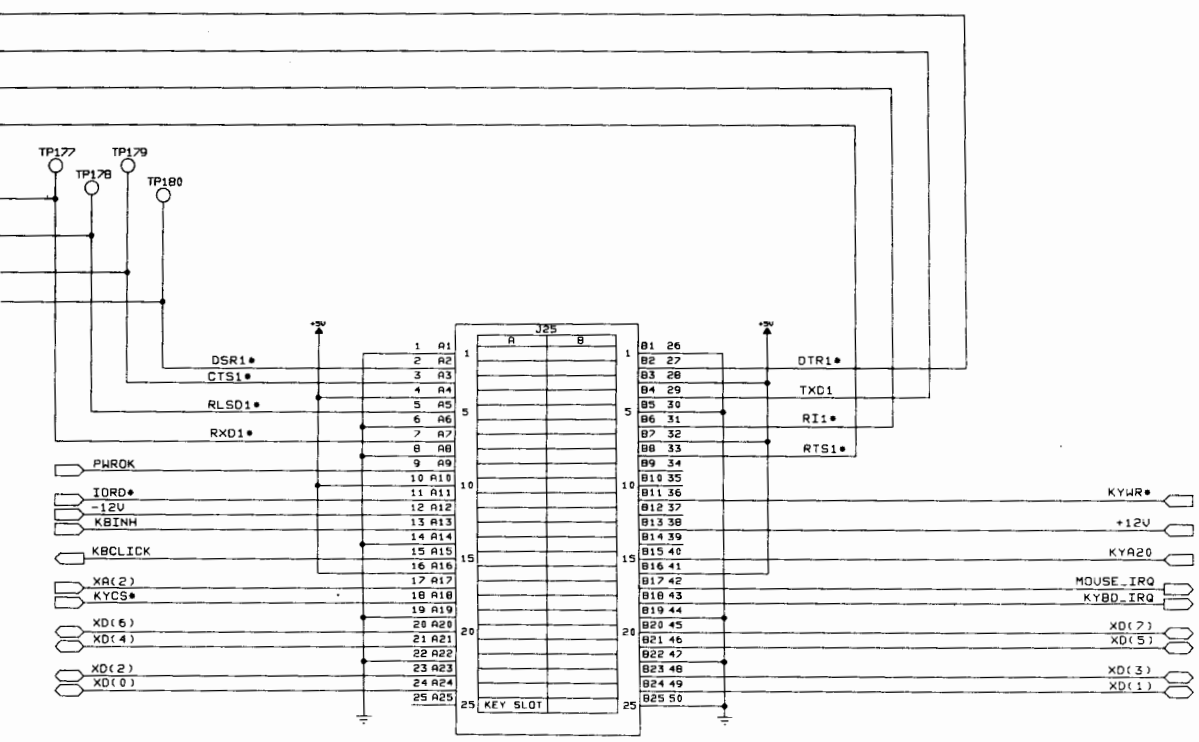 TP177
TP179
TP178
TP180
+5V
+5V
J25
A B
DSR1*
CTS1*
RLSD1*
RXD1*
PWROK
IORD*
-12V
KBINH
KBCLICK
XA(2)
KYCS*
XD(6)
XD(4)
XD(2)
XD(0)
1 A1
2 A2
3 A3
4 A4
5 A5
6 A6
7 A7
8 A8
9 A9
10 A10
11 A11
12 A12
13 A13
14 A14
15 A15
16 A16
17 A17
18 A18
19 A19
20 A20
21 A21
22 A22
23 A23
24 A24
25 A25
1 1
5 5
10 10
15 15
20 20
25 KEY SLOT 25
B1 26
B2 27
B3 28
B4 29
B5 30
B6 31
B7 32
B8 33
B9 34
B10 35
B11 36
B12 37
B13 38
B14 39
B15 40
B16 41
B17 42
B18 43
B19 44
B20 45
B21 46
B22 47
B23 48
B24 49
B25 50
DTR1*
TXD1
RI1*
RTS1*
KYWR*
+12V
KYA20
MOUSE_IRQ
KYBD_IRQ
XD(7)
XD(5)
XD(3)
XD(1)